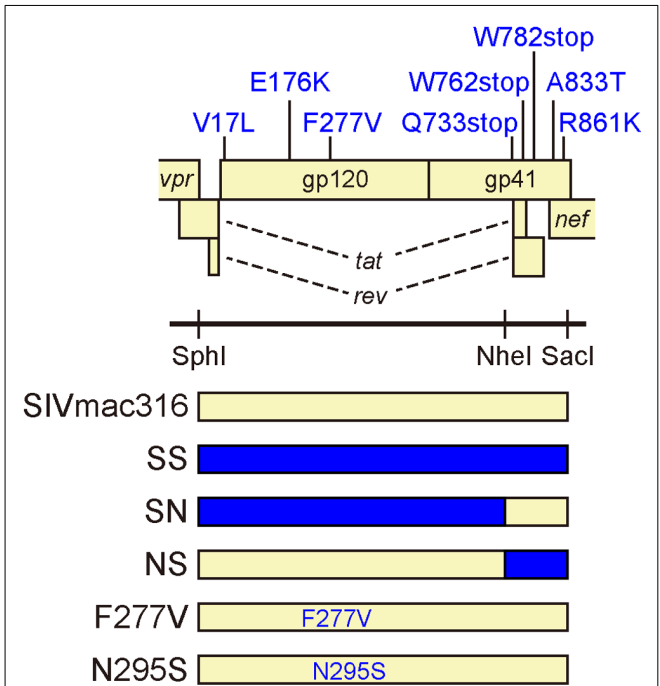 W782stop
E176K W762stop A833T
V17L F277V Q733stop R861K
vpr gp120 gp41
nef
tat
rev
SphI NheI SacI
SIVmac316
SS
SN
NS
F277V F277V
N295S N295S